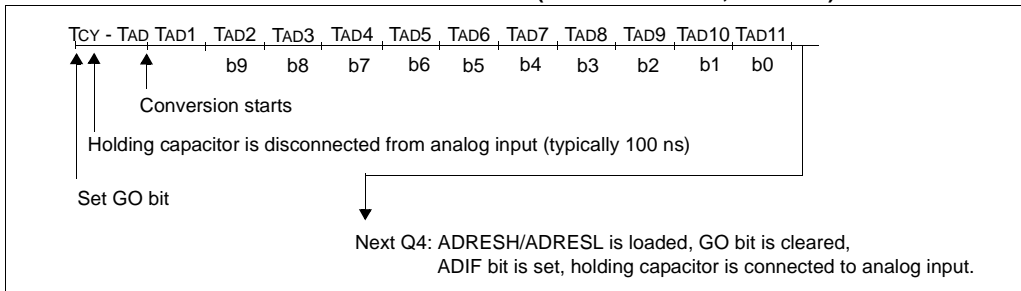 TCY - TAD TAD1 TAD2 TAD3 TAD4 TAD5 TAD6 TAD7 TAD8 TAD9 TAD10 TAD11
b9 b8 b7 b6 b5 b4 b3 b2 b1 b0
Conversion starts
Holding capacitor is disconnected from analog input (typically 100 ns)
Set GO bit
Next Q4: ADRESH/ADRESL is loaded, GO bit is cleared,
ADIF bit is set, holding capacitor is connected to analog input.